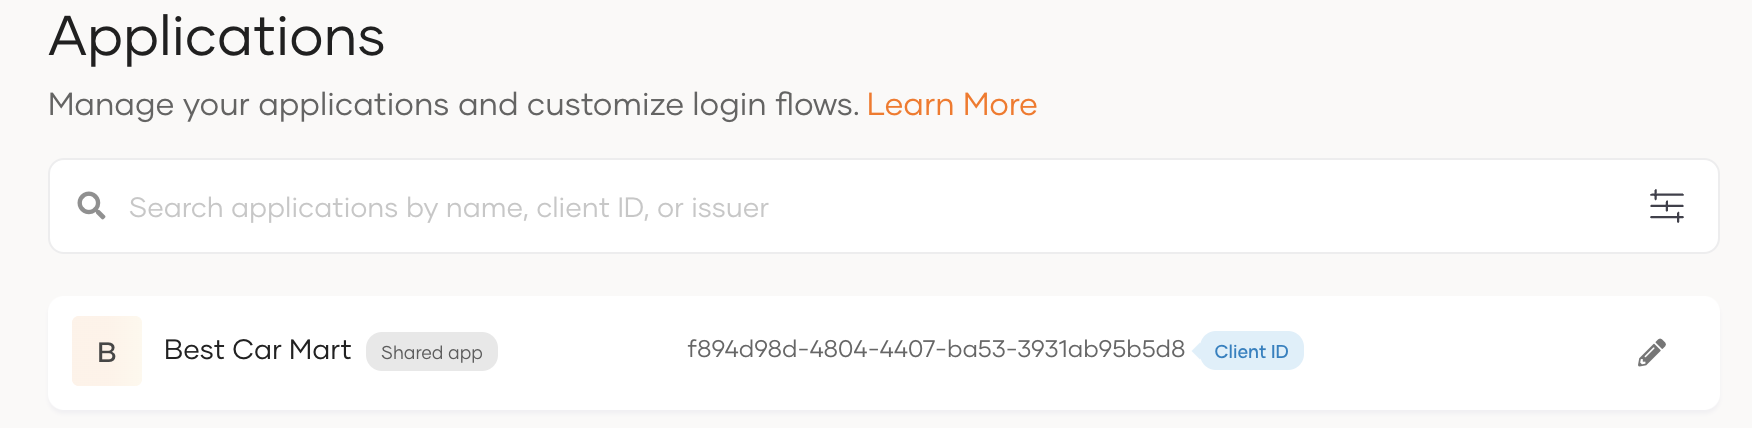 Applications
Manage your applications and customize login flows. Learn More
Search applications by name, client ID, or issuer
B Best Car Mart Shared app f894d98d-4804-4407-ba53-3931ab95b5d8 Client ID